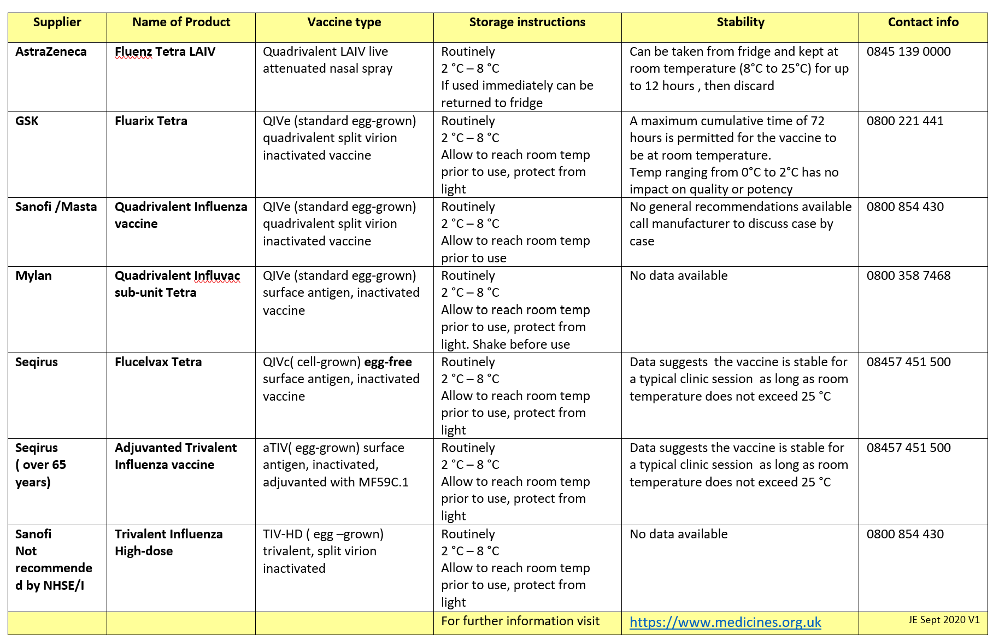 Supplier
Name of Product
Vaccine type
Storage instructions
Stability
Contact info
AstraZeneca
Fluenz Tetra LAIV
Quadrivalent LAIV live
attenuated nasal spray
Routinely
2 °C – 8 °C
If used immediately can be
returned to fridge
Can be taken from fridge and kept at
room temperature (8°C to 25°C) for up
to 12 hours , then discard
0845 139 0000
GSK
Fluarix Tetra
QIVe (standard egg-grown)
quadrivalent split virion
inactivated vaccine
Routinely
2 °C – 8 °C
Allow to reach room temp
prior to use, protect from
light
A maximum cumulative time of 72
hours is permitted for the vaccine to
be at room temperature.
Temp ranging from 0°C to 2°C has no
impact on quality or potency
0800 221 441
Sanofi /Masta
Quadrivalent Influenza
vaccine
QIVe (standard egg-grown)
quadrivalent split virion
inactivated vaccine
Routinely
2 °C – 8 °C
Allow to reach room temp
prior to use
No general recommendations available
call manufacturer to discuss case by
case
0800 854 430
Mylan
Quadrivalent Influvac
sub-unit Tetra
QIVe (standard egg-grown)
surface antigen, inactivated
vaccine
Routinely
2 °C – 8 °C
Allow to reach room temp
prior to use, protect from
light. Shake before use
No data available
0800 358 7468
Seqirus
Flucelvax Tetra
QIVc( cell-grown) egg-free
surface antigen, inactivated
vaccine
Routinely
2 °C – 8 °C
Allow to reach room temp
prior to use, protect from
light
Data suggests  the vaccine is stable for
a typical clinic session  as long as room
temperature does not exceed 25 °C
08457 451 500
Seqirus
( over 65
years)
Adjuvanted Trivalent
Influenza vaccine
aTIV( egg-grown) surface
antigen, inactivated,
adjuvanted with MF59C.1
Routinely
2 °C – 8 °C
Allow to reach room temp
prior to use, protect from
light
Data suggests the vaccine is stable for
a typical clinic session  as long as room
temperature does not exceed 25 °C
08457 451 500
Sanofi
Not
recommende
d by NHSE/I
Trivalent Influenza
High-dose
TIV-HD ( egg –grown)
trivalent, split virion
inactivated
Routinely
2 °C – 8 °C
Allow to reach room temp
prior to use, protect from
light
No data available
0800 854 430
For further information visit
https://www.medicines.org.uk
JE Sept 2020 V1